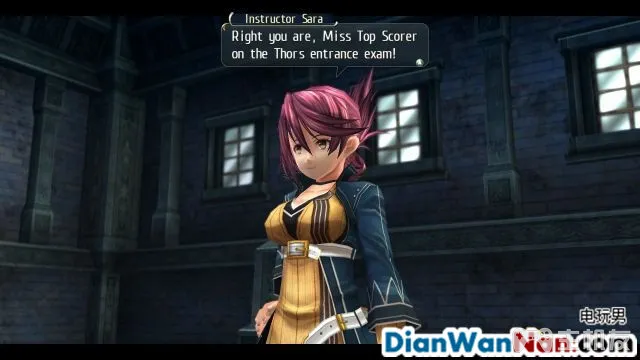 Instructor Sara
Right you are, Miss Top Scorer
on the Thors entrance exam!
电玩男
DianWanNan.com